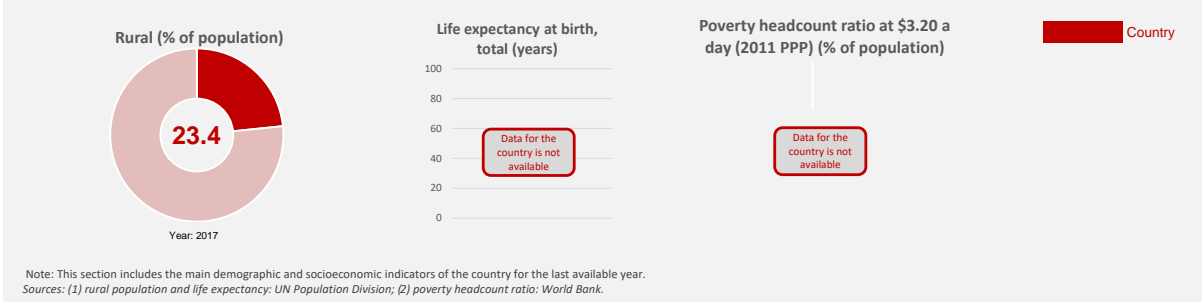 Rural (% of population)
23.4
Year: 2017
Life expectancy at birth,
total (years)
100
80
60
40
20
0
Data for the
country is not
available
Poverty headcount ratio at $3.20 a
day (2011 PPP) (% of population)
Data for the
country is not
available
Country
Note: This section includes the main demographic and socioeconomic indicators of the country for the last available year.
Sources: (1) rural population and life expectancy: UN Population Division; (2) poverty headcount ratio: World Bank.